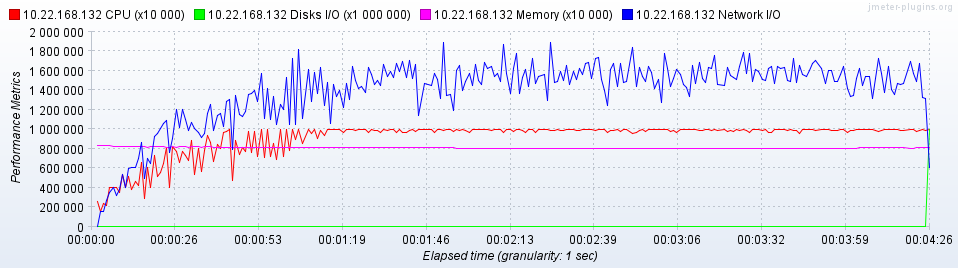 jmeter-plugins.org
10.22.168.132 CPU (x10 000) 10.22.168.132 Disks I/O (x1 000 000) 10.22.168.132 Memory (x10 000) 10.22.168.132 Network I/O
Performance Metrics
2 000 000
1 800 000
1 600 000
1 400 000
1 200 000
1 000 000
800 000
600 000
400 000
200 000
0
00:00:00 00:00:26 00:00:53 00:01:19 00:01:46 00:02:13 00:02:39 00:03:06 00:03:32 00:03:59 00:04:26
Elapsed time (granularity: 1 sec)